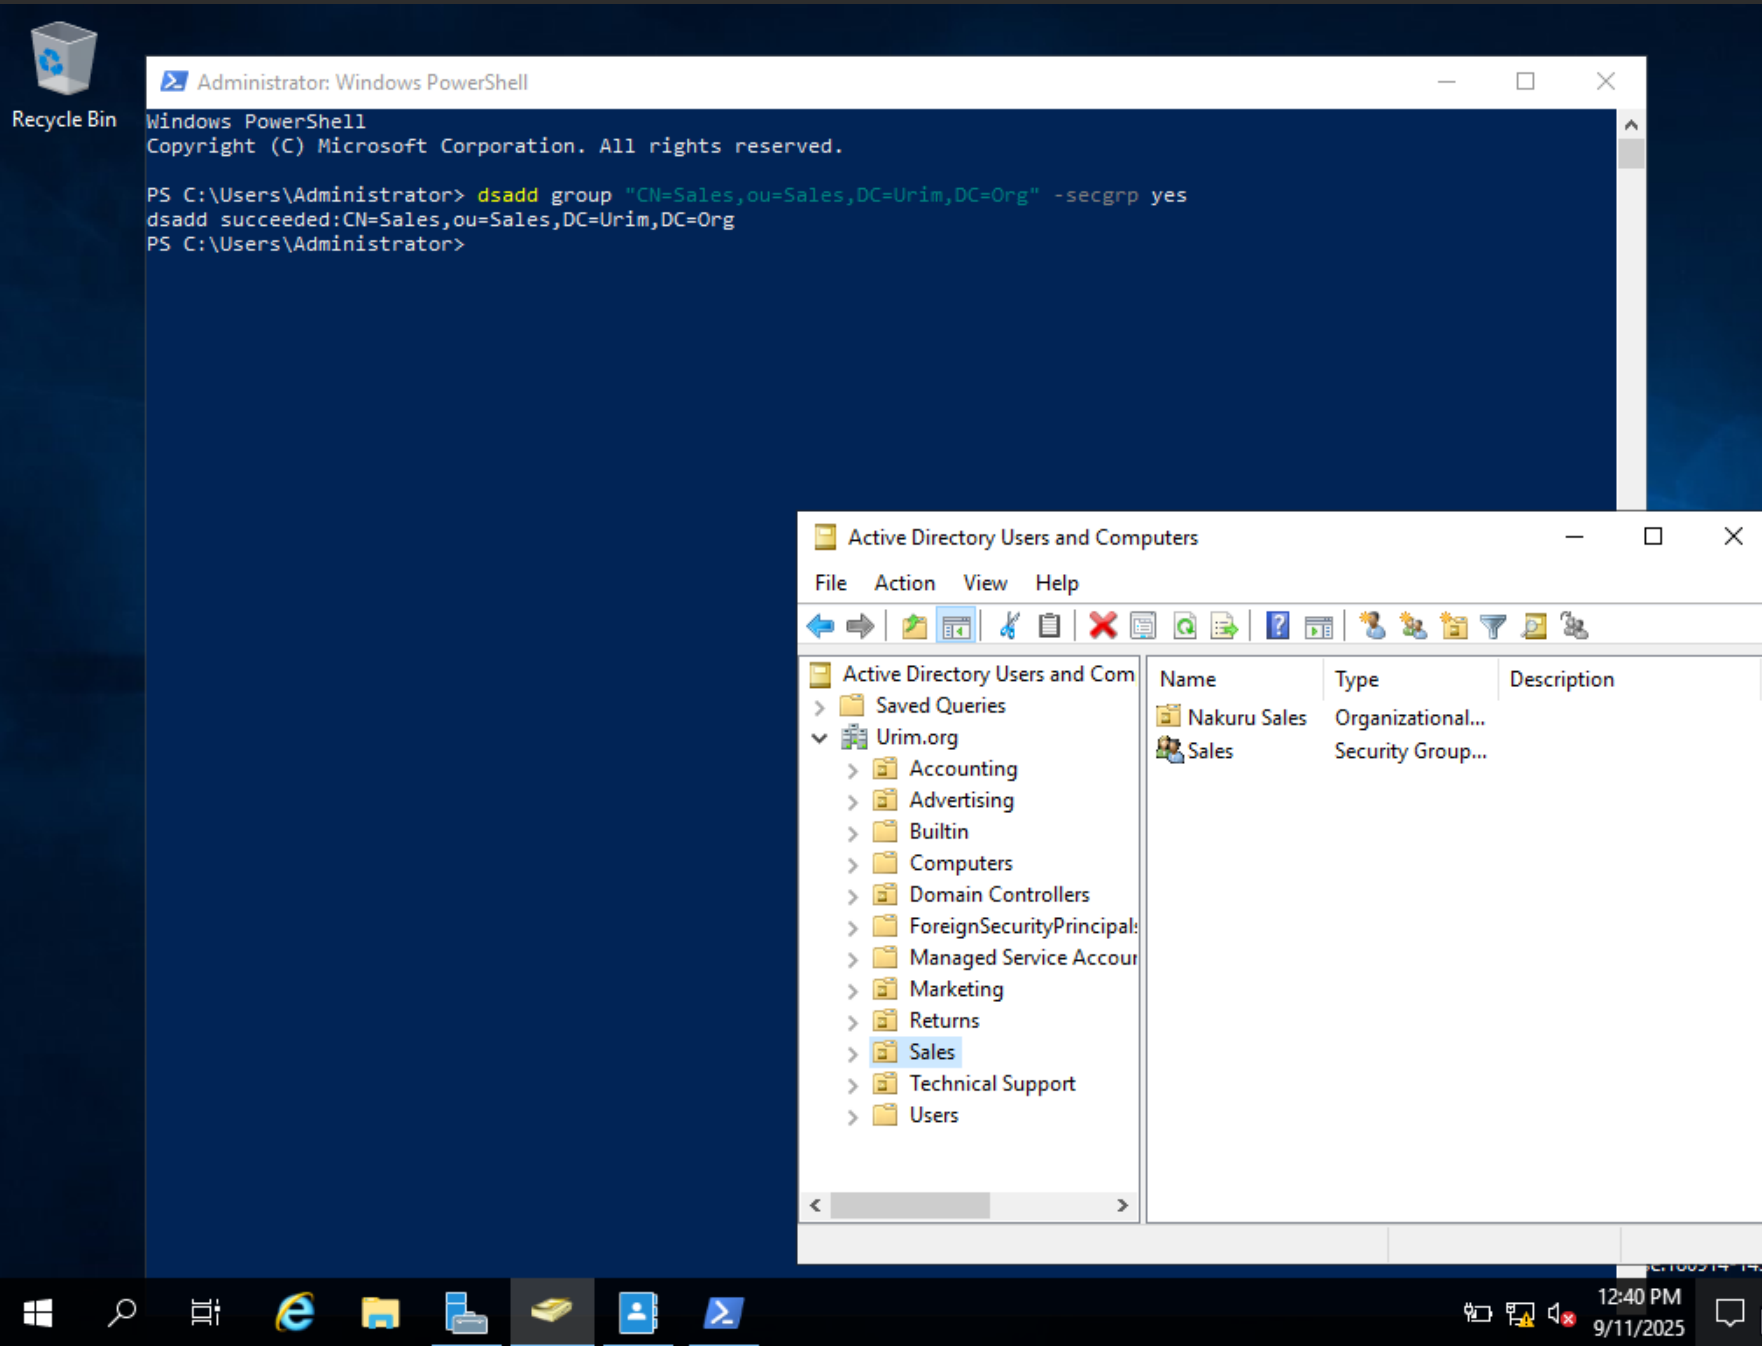 Recycle Bin
Administrator: Windows PowerShell
Windows PowerShell
Copyright (C) Microsoft Corporation. All rights reserved.
PS C:\Users\Administrator> dsadd group "CN=Sales,ou=Sales,DC=Urim,DC=Org" -secgrp yes
dsadd succeeded:CN=Sales,ou=Sales,DC=Urim,DC=Org
PS C:\Users\Administrator>
Active Directory Users and Computers
File Action View Help
Active Directory Users and Com
Saved Queries
Urim.org
Accounting
Advertising
Builtin
Computers
Domain Controllers
ForeignSecurityPrincipals
Managed Service Accour
Marketing
Returns
Sales
Technical Support
Users
Name Type Description
Nakuru Sales Organizational...
Sales Security Group...
12:40 PM
9/11/2025